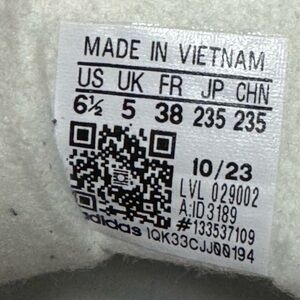 MADE IN VIETNAM
US UK FR JP CHN
6½ 5 38 235 235
10/23
LVL 029002
A:ID3189
#133537109
adidas 1QK33CJJ00194